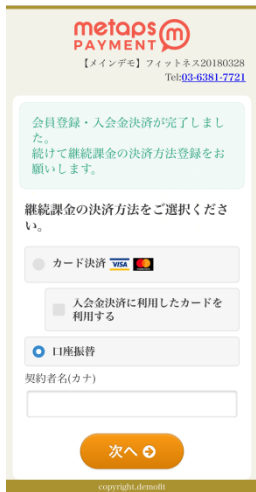 metaps
PAYMENT
【メインデモ】フィットネス20180328
Tel:03-6381-7721
会員登録・入会金決済が完了しまし
た。
続けて継続課金の決済方法登録をお
願いします。
継続課金の決済方法をご選択くださ
い。
カード決済 VISA
入会金決済に利用したカードを
利用する
口座振替
契約者名(カナ)
次へ
copyright.demofit